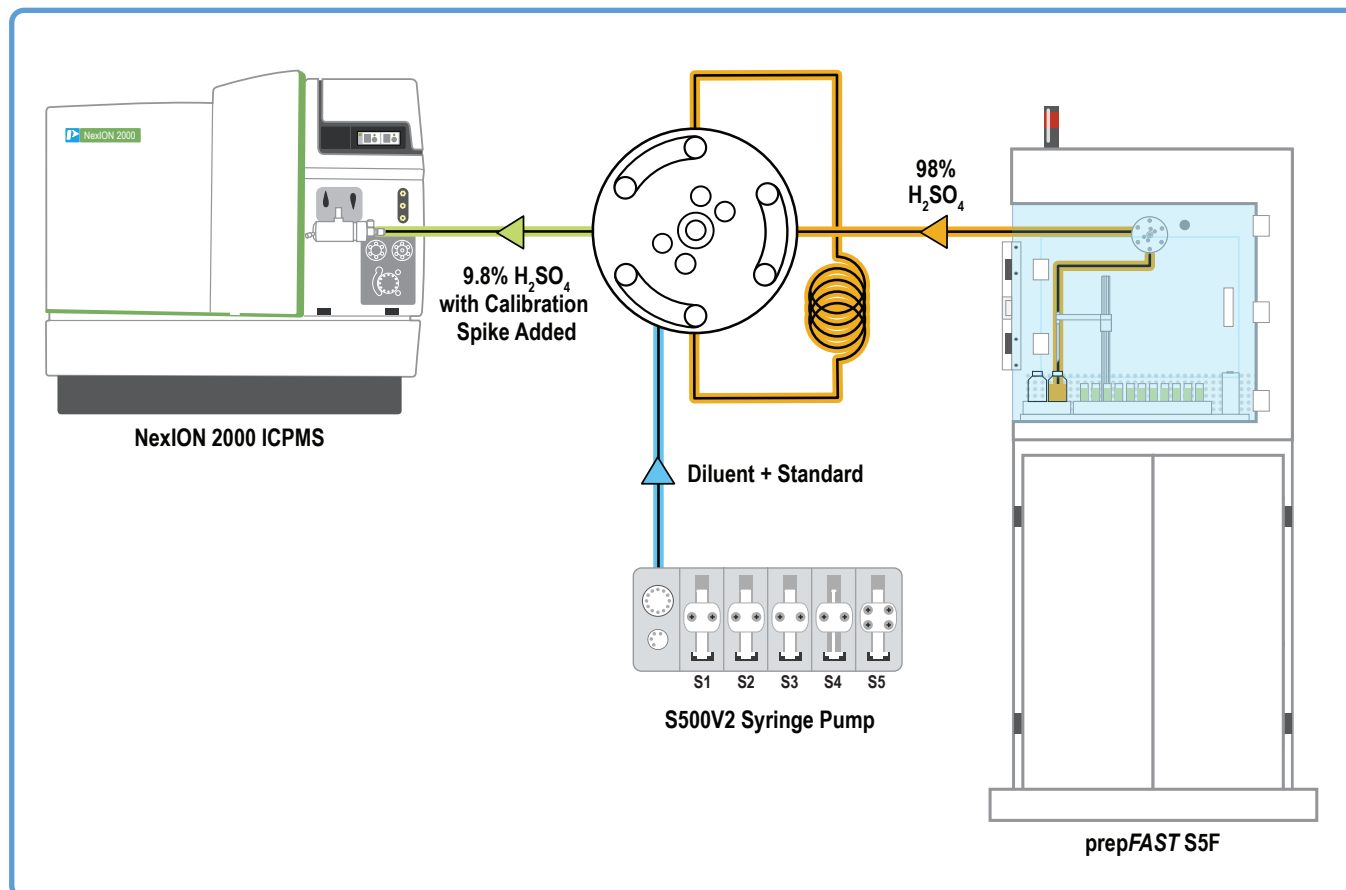 NexION 2000
98%
H₂SO₄
9.8% H₂SO₄
with Calibration
Spike Added
NexION 2000 ICPMS
Diluent + Standard
S1 S2 S3 S4 S5
S500V2 Syringe Pump
prepFAST S5F